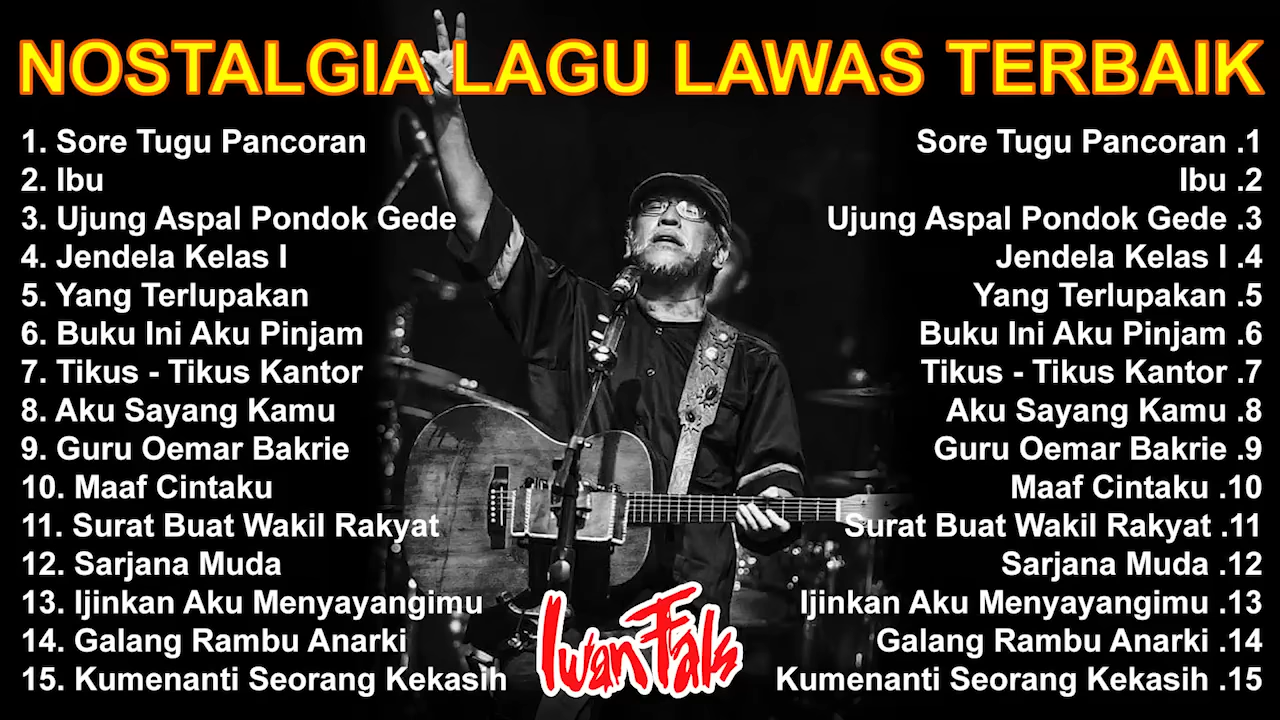 NOSTALGIA LAGU LAWAS TERBAIK
1. Sore Tugu Pancoran
2. Ibu
3. Ujung Aspal Pondok Gede
4. Jendela Kelas I
5. Yang Terlupakan
6. Buku Ini Aku Pinjam
7. Tikus - Tikus Kantor
8. Aku Sayang Kamu
9. Guru Oemar Bakrie
10. Maaf Cintaku
11. Surat Buat Wakil Rakyat
12. Sarjana Muda
13. Ijinkan Aku Menyayangimu
14. Galang Rambu Anarki
15. Kumenanti Seorang Kekasih
Sore Tugu Pancoran .1
Ibu .2
Ujung Aspal Pondok Gede .3
Jendela Kelas I .4
Yang Terlupakan .5
Buku Ini Aku Pinjam .6
Tikus - Tikus Kantor .7
Aku Sayang Kamu .8
Guru Oemar Bakrie .9
Maaf Cintaku .10
Surat Buat Wakil Rakyat .11
Sarjana Muda .12
Ijinkan Aku Menyayangimu .13
Galang Rambu Anarki .14
Kumenanti Seorang Kekasih .15
Iwan Fals